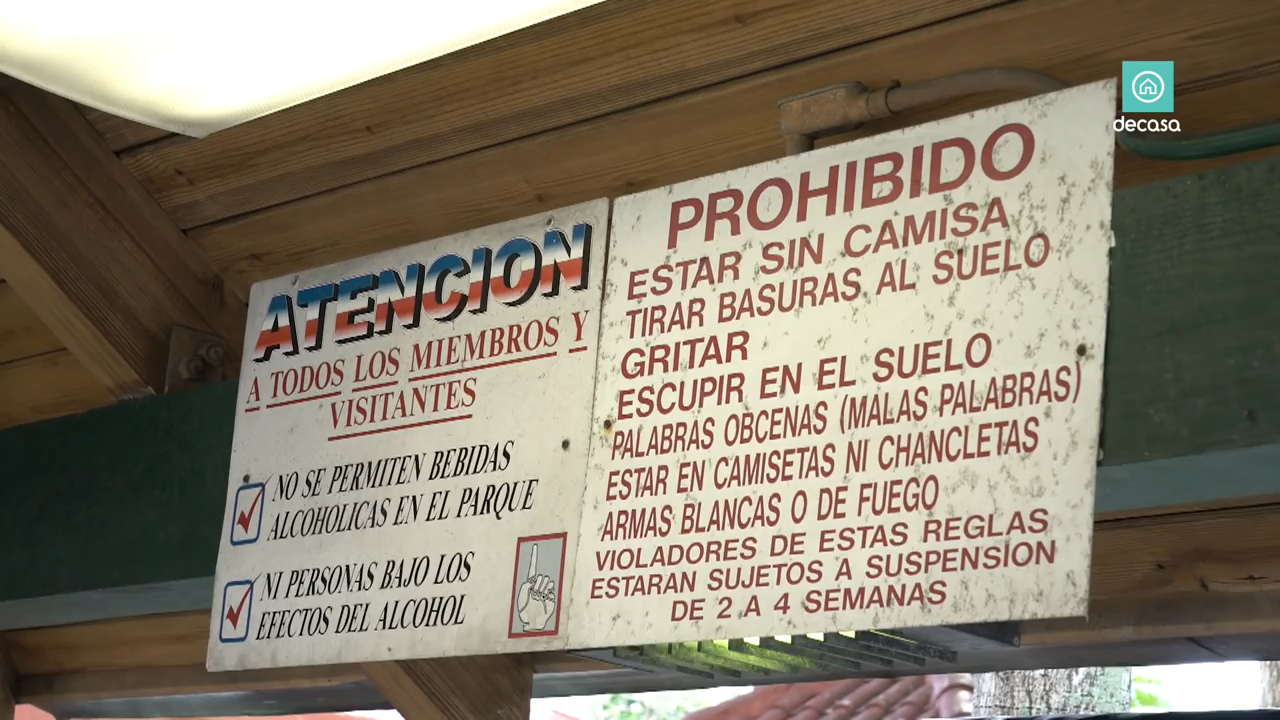 ATENCION
A TODOS LOS MIEMBROS Y
VISITANTES
NO SE PERMITEN BEBIDAS
ALCOHOLICAS EN EL PARQUE
NI PERSONAS BAJO LOS
EFECTOS DEL ALCOHOL
PROHIBIDO
ESTAR SIN CAMISA
TIRAR BASURAS AL SUELO
GRITAR
ESCUPIR EN EL SUELO
PALABRAS OBCENAS (MALAS PALABRAS)
ESTAR EN CAMISETAS NI CHANCLETAS
ARMAS BLANCAS O DE FUEGO
VIOLADORES DE ESTAS REGLAS
ESTARAN SUJETOS A SUSPENSION
DE 2 A 4 SEMANAS
decasa